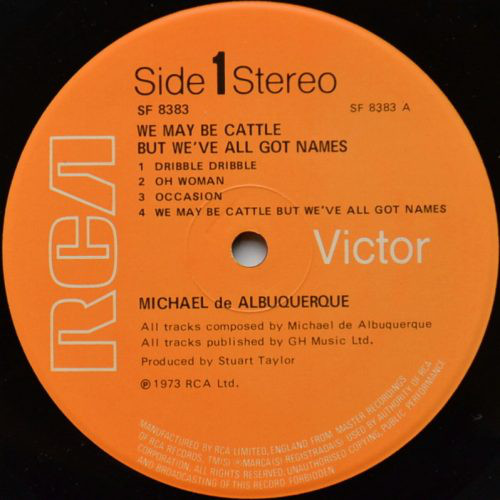 Side 1 Stereo
SF 8383
SF 8383 A
WE MAY BE CATTLE
BUT WE'VE ALL GOT NAMES
1 DRIBBLE DRIBBLE
2 OH WOMAN
3 OCCASION
4 WE MAY BE CATTLE BUT WE'VE ALL GOT NAMES
RCA
Victor
MICHAEL de ALBUQUERQUE
All tracks composed by Michael de Albuquerque
All tracks published by GH Music Ltd.
Produced by Stuart Taylor
℗ 1973 RCA Ltd.
MANUFACTURED BY RCA LIMITED, ENGLAND FROM MASTER RECORDINGS
OF RCA RECORDS. TM(S) ® MARCA(S) REGISTRADA(S) USED BY AUTHORITY OF RCA
CORPORATION. ALL RIGHTS RESERVED. UNAUTHORISED COPYING, PUBLIC PERFORMANCE
AND BROADCASTING OF THIS RECORD FORBIDDEN